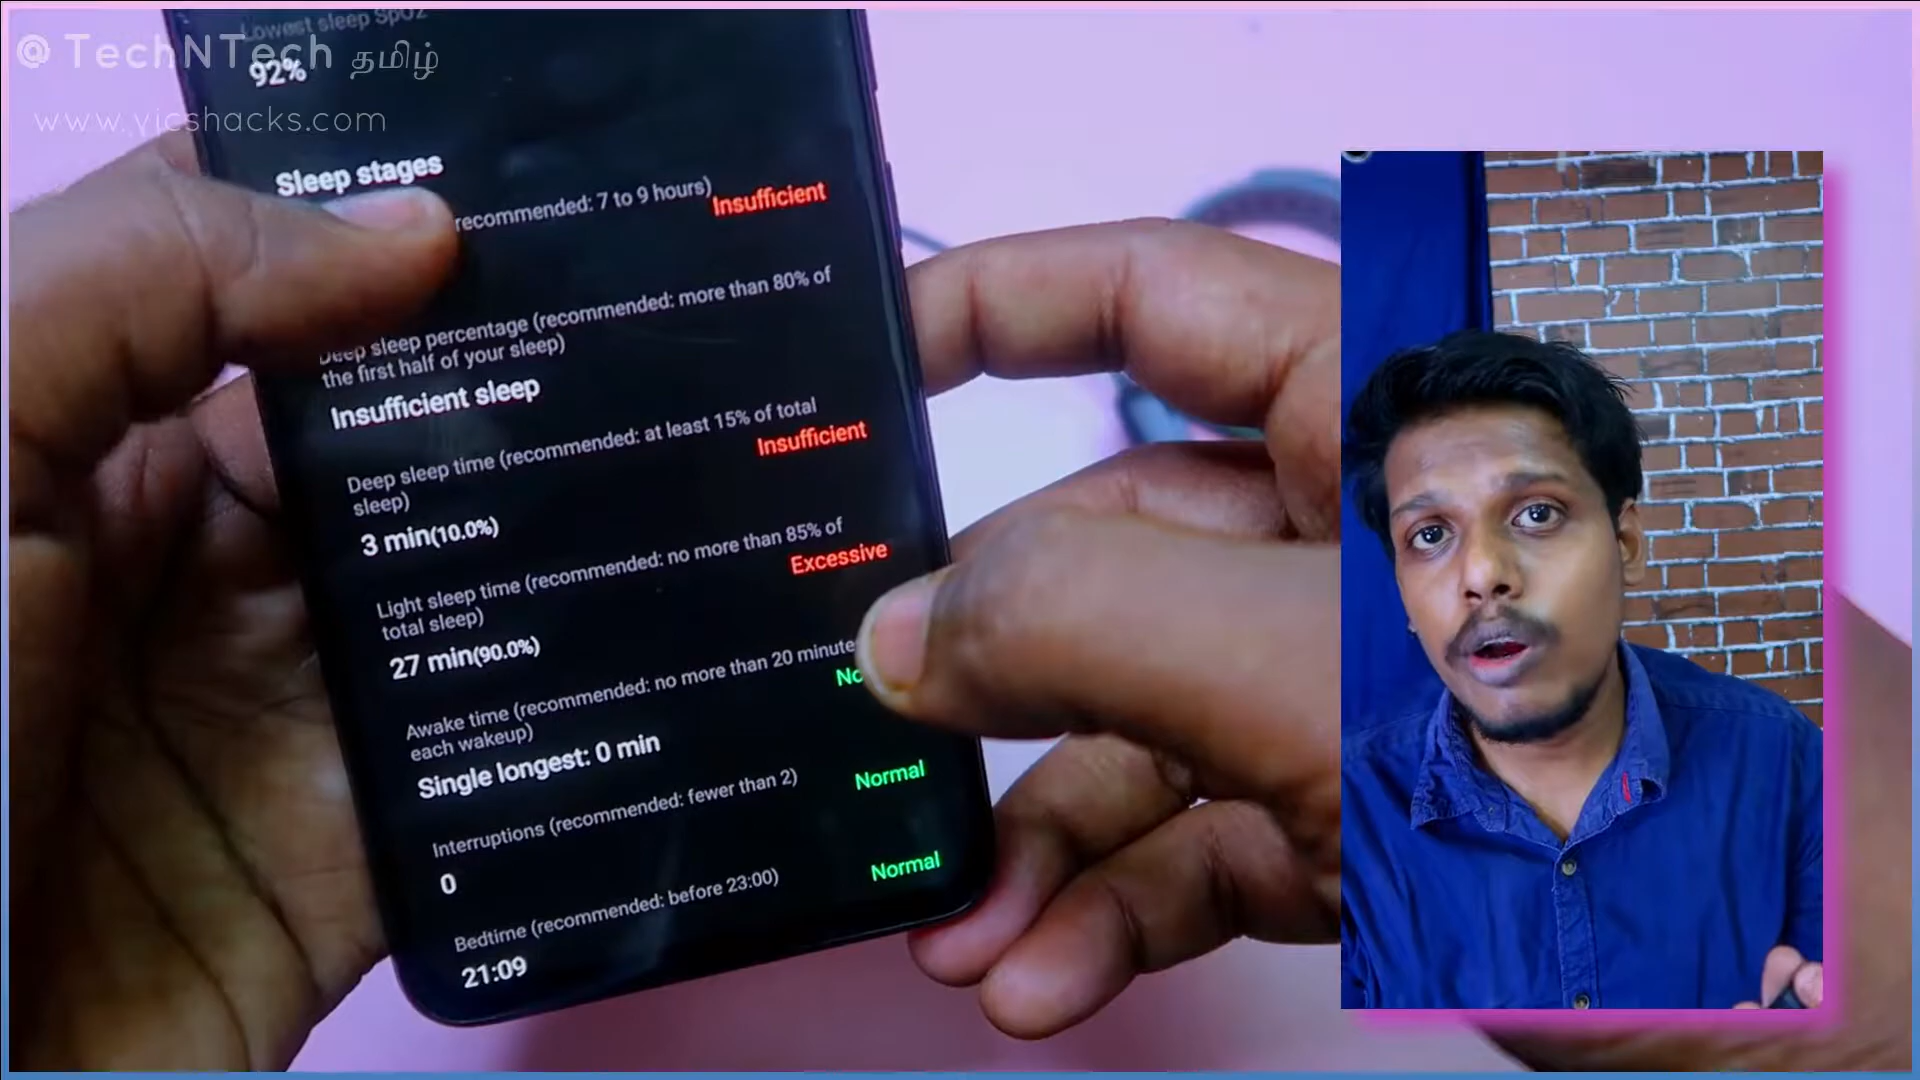 Lowest sleep SpO2
@ TechNTech தமிழ்
92%
www.vicshacks.com
Sleep stages
recommended: 7 to 9 hours)
Insufficient
Deep sleep percentage (recommended: more than 80% of
the first half of your sleep)
Insufficient sleep
Deep sleep time (recommended: at least 15% of total
sleep)
Insufficient
3 min(10.0%)
Light sleep time (recommended: no more than 85% of
total sleep)
Excessive
27 min(90.0%)
Awake time (recommended: no more than 20 minute
each wakeup)
No
Single longest: 0 min
Interruptions (recommended: fewer than 2)
Normal
0
Bedtime (recommended: before 23:00)
Normal
21:09